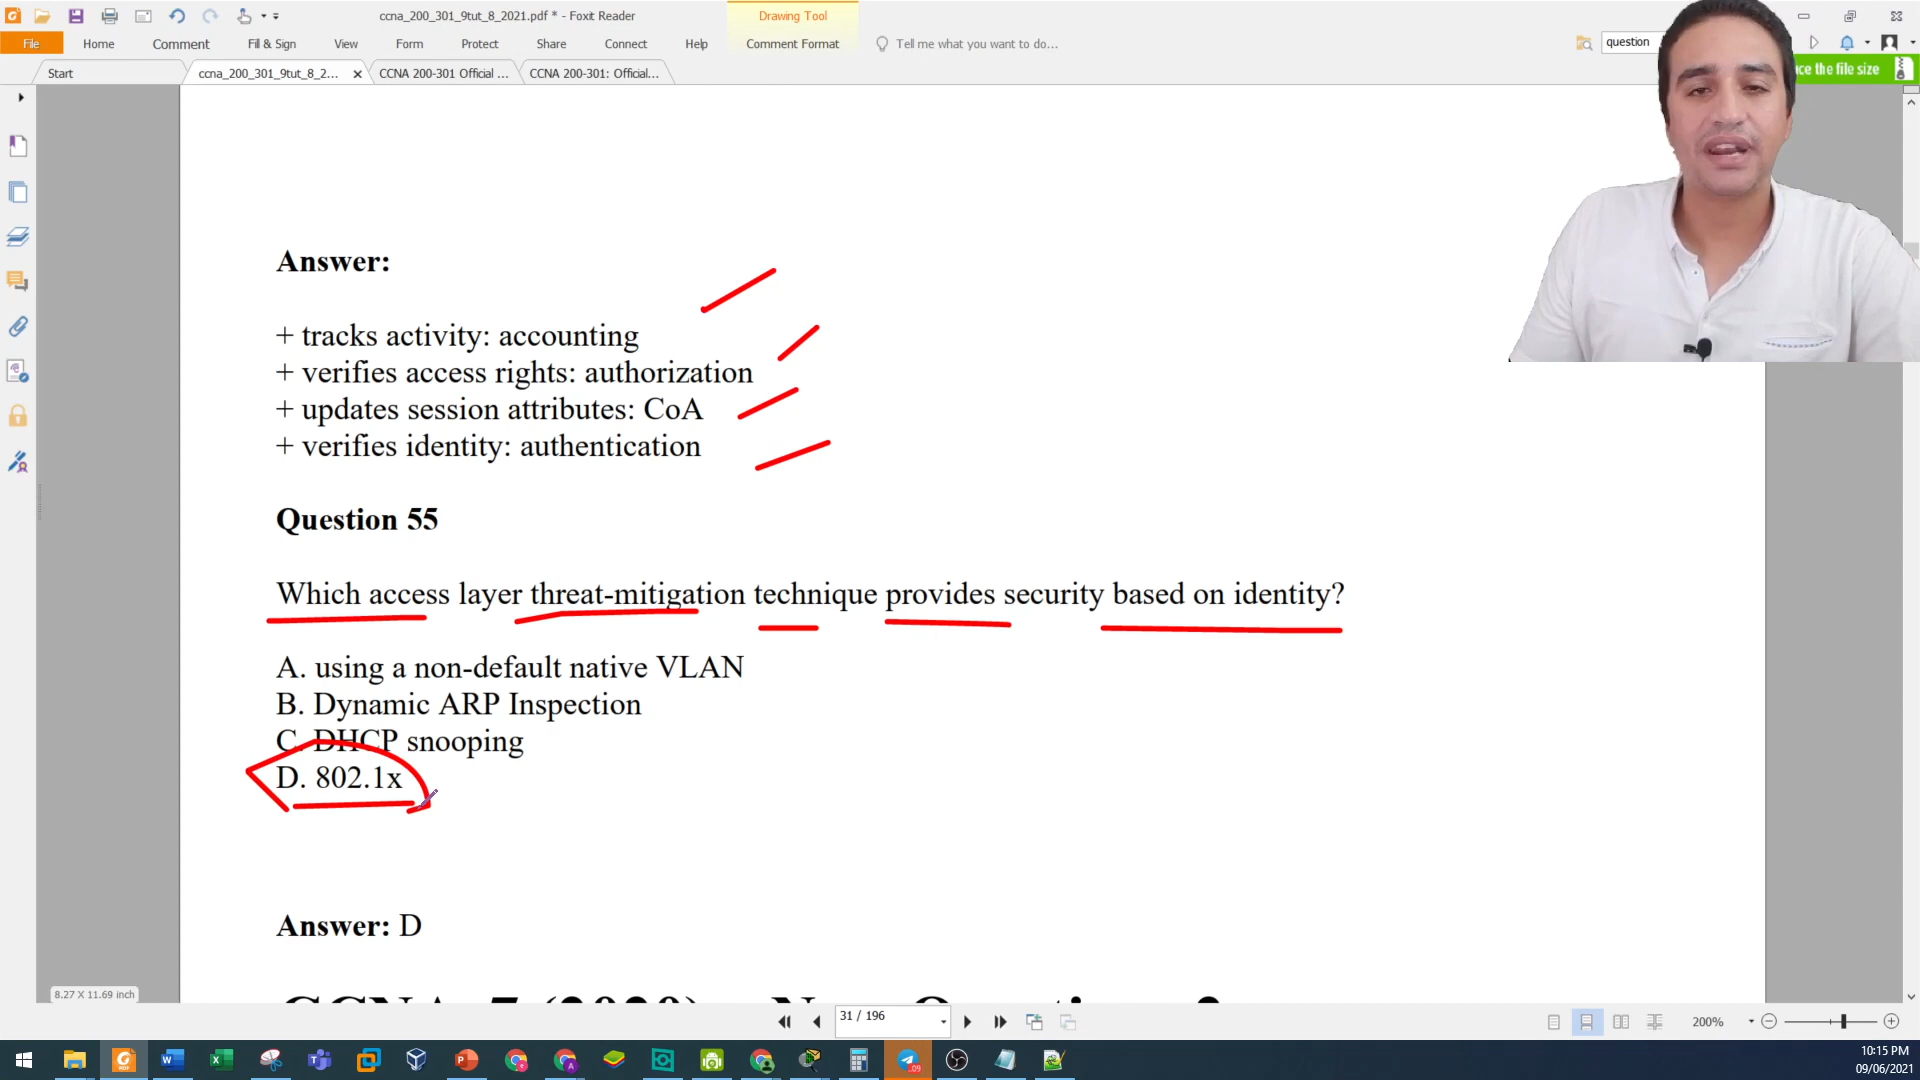 ccna_200_301_9tut_8_2021.pdf * - Foxit Reader
Drawing Tool
File Home Comment Fill & Sign View Form Protect Share Connect Help Comment Format Tell me what you want to do... question
Start ccna_200_301_9tut_8_2... CCNA 200-301 Official ... CCNA 200-301: Official... ce the file size
Answer:
+ tracks activity: accounting
+ verifies access rights: authorization
+ updates session attributes: CoA
+ verifies identity: authentication
Question 55
Which access layer threat-mitigation technique provides security based on identity?
A. using a non-default native VLAN
B. Dynamic ARP Inspection
C. DHCP snooping
D. 802.1x
Answer: D
8.27 X 11.69 inch
31 / 196
200%
10:15 PM
09/06/2021